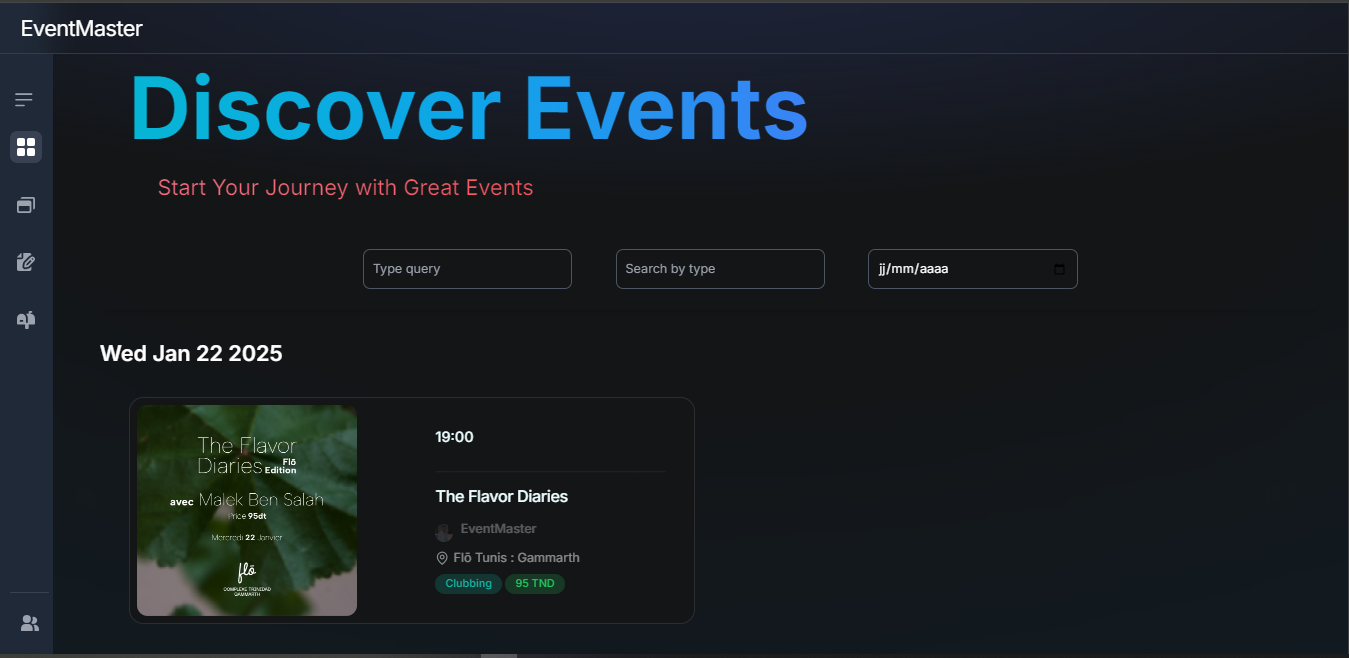 EventMaster
Discover Events
Start Your Journey with Great Events
Type query
Search by type
jj/mm/aaaa
Wed Jan 22 2025
The Flavor
Diaries Flō
Edition
avec Malek Ben Salah
Price 95dt
Mercredi 22 Janvier
flō
COMPLEXE TRINIDAD
GAMMARTH
19:00
The Flavor Diaries
EventMaster
Flō Tunis : Gammarth
Clubbing
95 TND